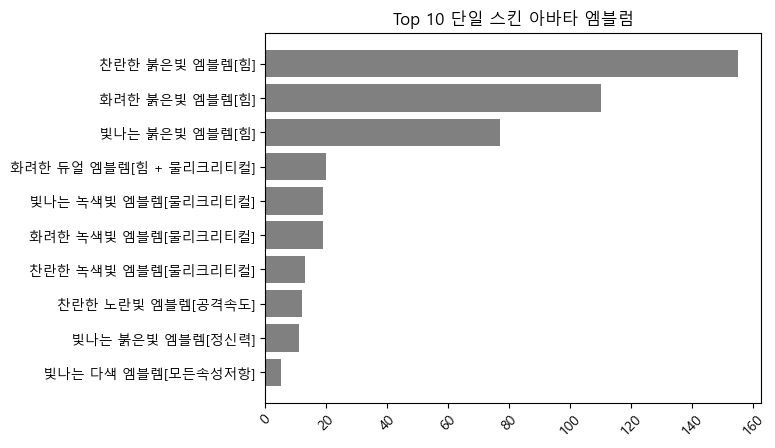 Top 10 단일 스킨 아바타 엠블럼
찬란한 붉은빛 엠블렘[힘]
화려한 붉은빛 엠블렘[힘]
빛나는 붉은빛 엠블렘[힘]
화려한 듀얼 엠블렘[힘 + 물리크리티컬]
빛나는 녹색빛 엠블렘[물리크리티컬]
화려한 녹색빛 엠블렘[물리크리티컬]
찬란한 녹색빛 엠블렘[물리크리티컬]
찬란한 노란빛 엠블렘[공격속도]
빛나는 붉은빛 엠블렘[정신력]
빛나는 다색 엠블렘[모든속성저항]
0 20 40 60 80 100 120 140 160